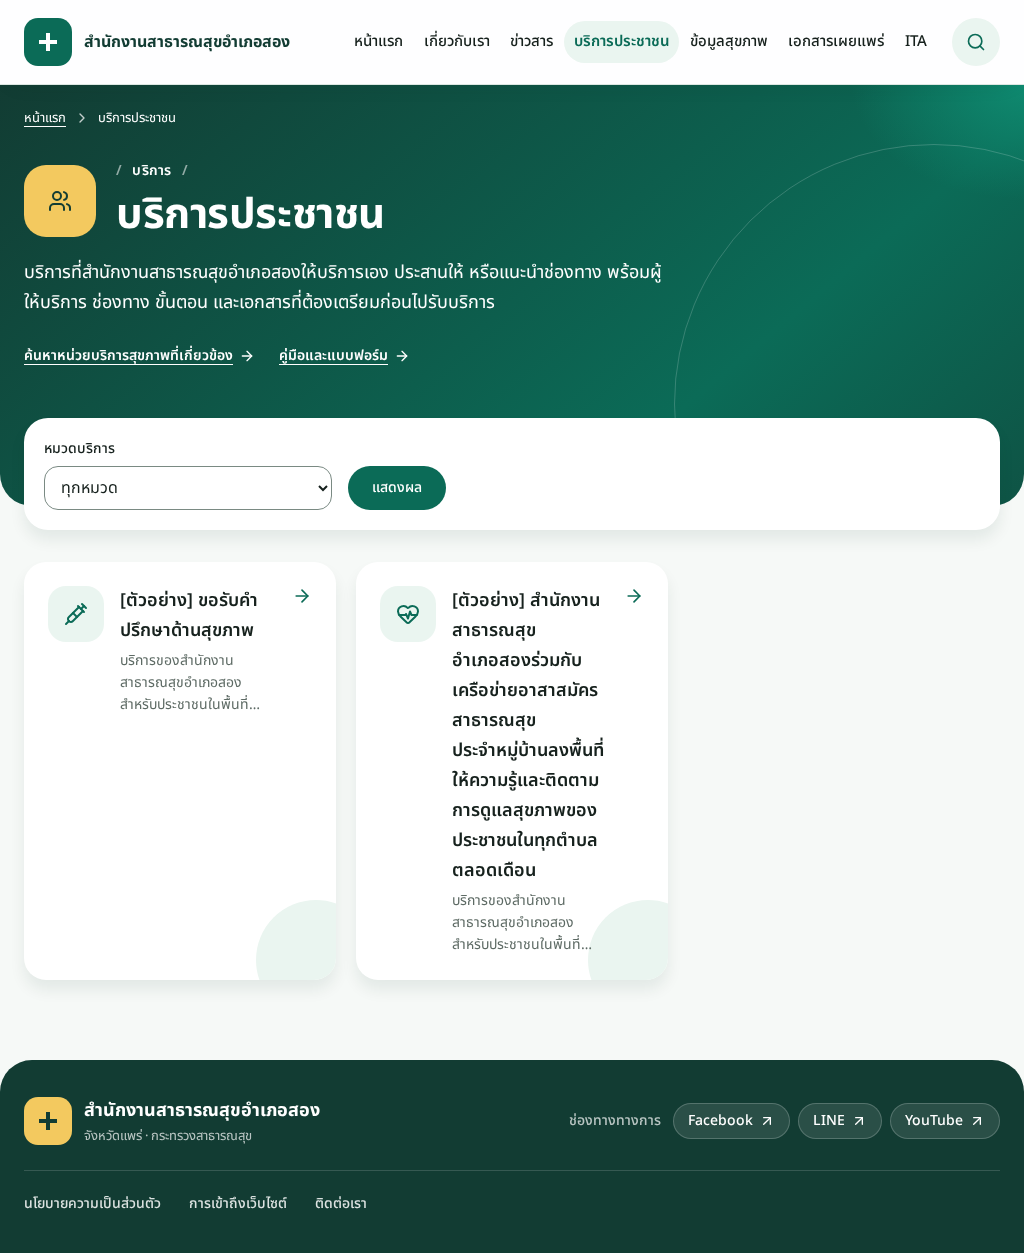 สำนักงานสาธารณสุขอำเภอสอง
หน้าแรก เกี่ยวกับเรา ข่าวสาร บริการประชาชน ข้อมูลสุขภาพ เอกสารเผยแพร่ ITA
หน้าแรก บริการประชาชน
/ บริการ /
บริการประชาชน
บริการที่สำนักงานสาธารณสุขอำเภอสองให้บริการเอง ประสานให้ หรือแนะนำช่องทาง พร้อมผู้
ให้บริการ ช่องทาง ขั้นตอน และเอกสารที่ต้องเตรียมก่อนไปรับบริการ
ค้นหาหน่วยบริการสุขภาพที่เกี่ยวข้อง คู่มือและแบบฟอร์ม
หมวดบริการ
ทุกหมวด แสดงผล
[ตัวอย่าง] ขอรับคำ
ปรึกษาด้านสุขภาพ
บริการของสำนักงาน
สาธารณสุขอำเภอสอง
สำหรับประชาชนในพื้นที่...
[ตัวอย่าง] สำนักงาน
สาธารณสุข
อำเภอสองร่วมกับ
เครือข่ายอาสาสมัคร
สาธารณสุข
ประจำหมู่บ้านลงพื้นที่
ให้ความรู้และติดตาม
การดูแลสุขภาพของ
ประชาชนในทุกตำบล
ตลอดเดือน
บริการของสำนักงาน
สาธารณสุขอำเภอสอง
สำหรับประชาชนในพื้นที่...
สำนักงานสาธารณสุขอำเภอสอง
จังหวัดแพร่ · กระทรวงสาธารณสุข
ช่องทางทางการ Facebook LINE YouTube
นโยบายความเป็นส่วนตัว การเข้าถึงเว็บไซต์ ติดต่อเรา